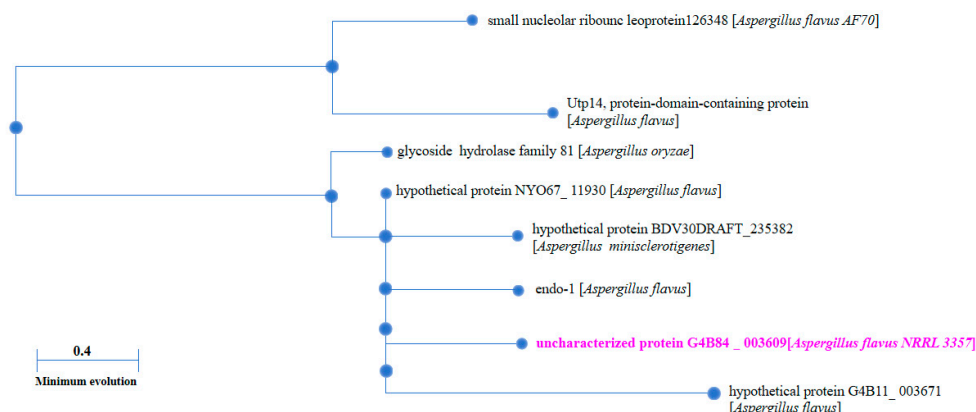 small nucleolar ribounc leoprotein126348 [Aspergillus flavus AF70]
Utp14, protein-domain-containing protein
[Aspergillus flavus]
glycoside hydrolase family 81 [Aspergillus oryzae]
hypothetical protein NYO67_ 11930 [Aspergillus flavus]
hypothetical protein BDV30DRAFT_235382
[Aspergillus minisclerotigenes]
endo-1 [Aspergillus flavus]
uncharacterized protein G4B84 _ 003609[Aspergillus flavus NRRL 3357]
hypothetical protein G4B11_ 003671
[Aspergillus flavus]
0.4
Minimum evolution